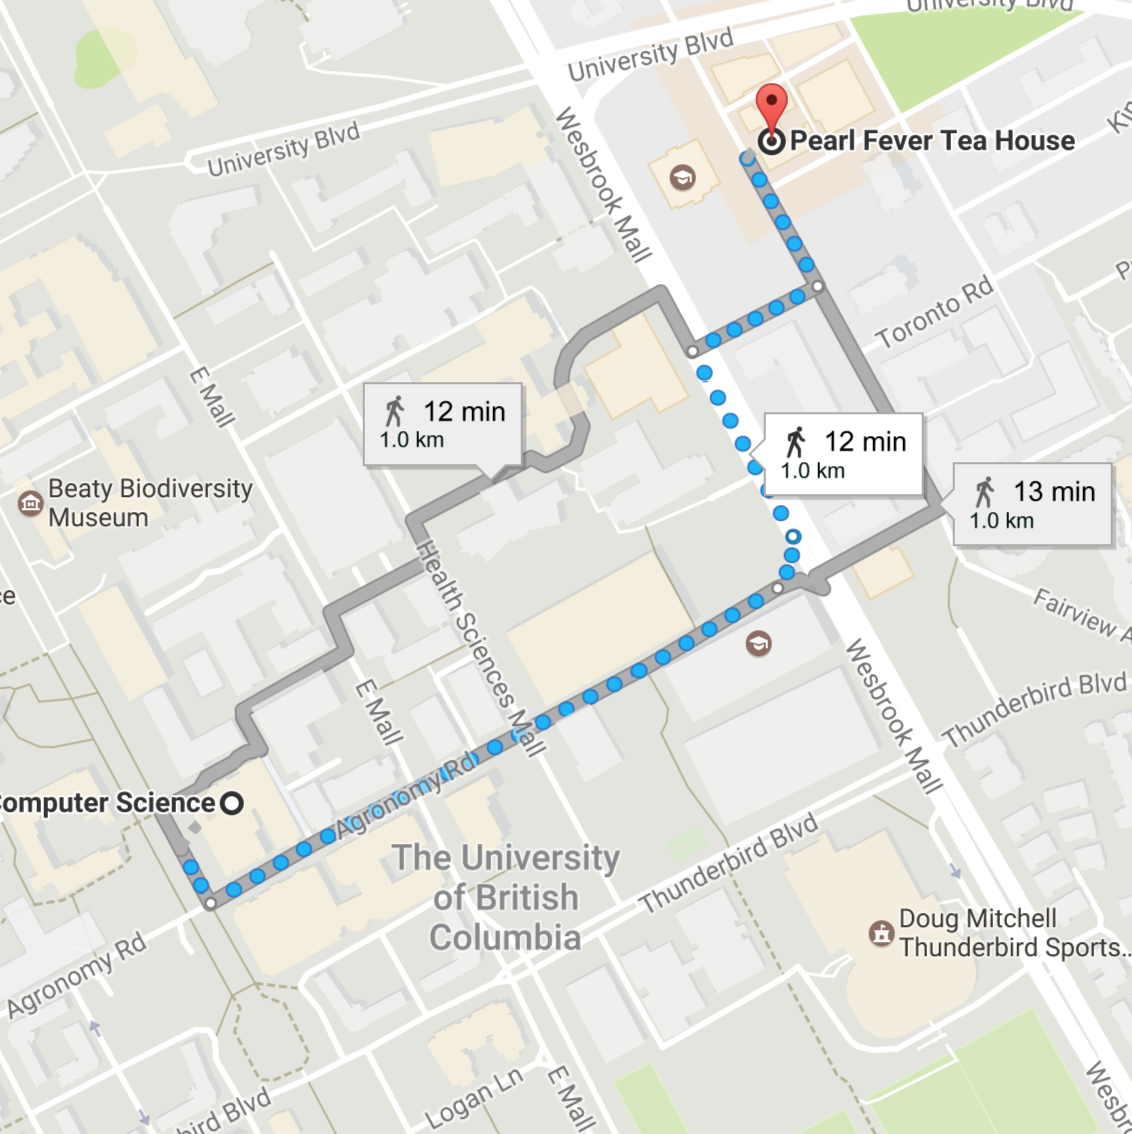 University Blvd
University Blvd
University Blvd
Wesbrook Mall
Pearl Fever Tea House
Toronto Rd
E Mall
12 min
1.0 km
12 min
1.0 km
13 min
1.0 km
Beaty Biodiversity
Museum
Health Sciences Mall
ce
Fairview A
E Mall
Wesbrook Mall
Thunderbird Blvd
Computer Science
Agronomy Rd
The University
of British
Columbia
Thunderbird Blvd
Doug Mitchell
Thunderbird Sports...
Agronomy Rd
Logan Ln
E Mall
bird Blvd
Wesbro